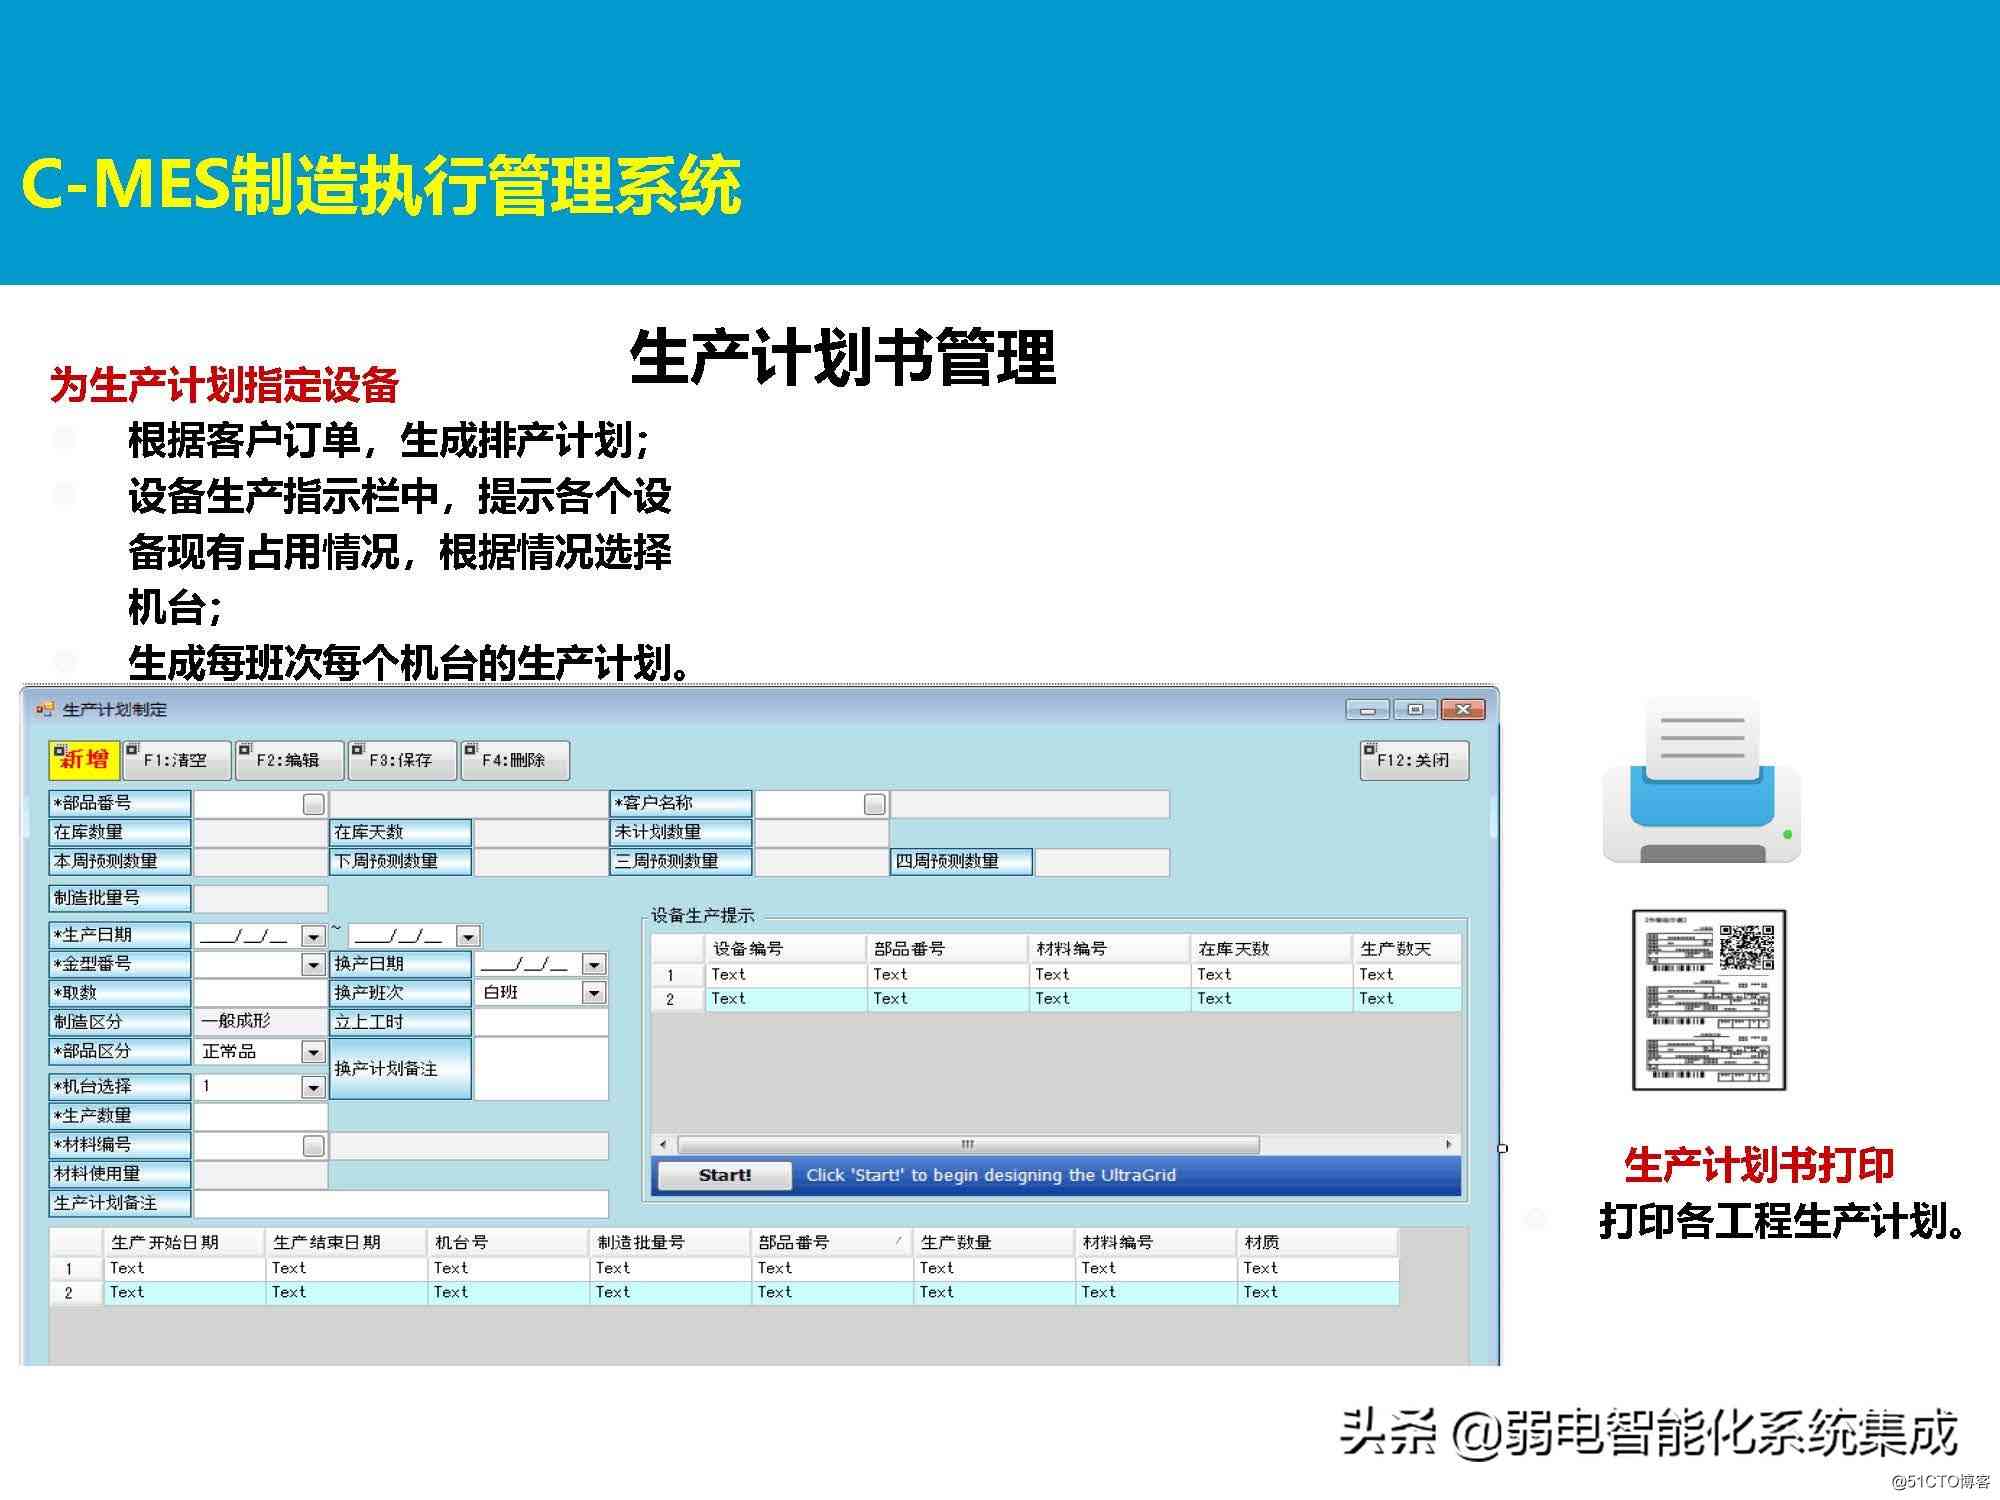 C-MES制造执行管理系统
生产计划书管理
为生产计划指定设备
根据客户订单，生成排产计划；
设备生产指示栏中，提示各个设
备现有占用情况，根据情况选择
机台；
生成每班次每个机台的生产计划。
生产计划制定
新增 F1:清空 F2:编辑 F3:保存 F4:删除 F12:关闭
*部品番号 *客户名称
在库数量 在库天数 未计划数量
本周预测数量 下周预测数量 三周预测数量 四周预测数量
制造批量号
*生产日期 __/_/_ ~ __/_/_
*金型番号 换产日期 __/_/_
*取数 换产班次 白班
制造区分 一般成形 立上工时
*部品区分 正常品 换产计划备注
*机台选择 1
*生产数量
*材料编号
材料使用量
生产计划备注
设备生产提示
设备编号 部品番号 材料编号 在库天数 生产数天
1 Text Text Text Text Text
2 Text Text Text Text Text
Start! Click 'Start!' to begin designing the UltraGrid
生产开始日期 生产结束日期 机台号 制造批量号 部品番号 生产数量 材料编号 材质
1 Text Text Text Text Text Text Text Text
2 Text Text Text Text Text Text Text Text
生产计划书打印
打印各工程生产计划。
头条 @弱电智能化系统集成
@51CTO博客